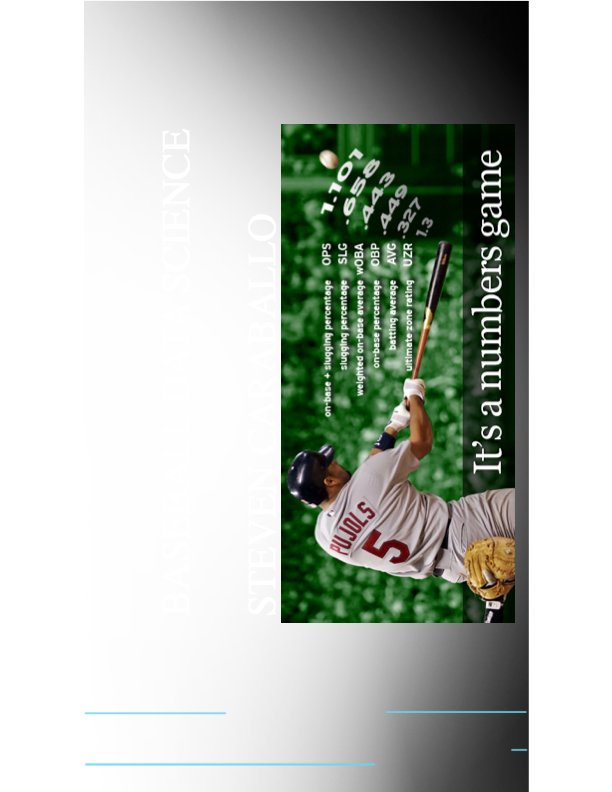 BASEBALL SCIENCE
STEVEN CARABALLO
on-base + slugging percentage OPS 1.101
slugging percentage SLG .658
weighted on-base average wOBA .443
on-base percentage OBP .449
batting average AVG .327
ultimate zone rating UZR 1.3
PUJOLS
5
It's a numbers game